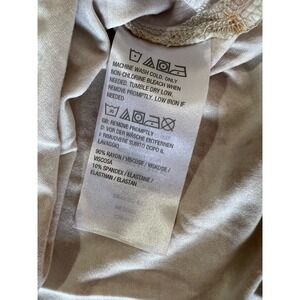 MACHINE WASH COLD. ONLY
NON-CHLORINE BLEACH WHEN
NEEDED. TUMBLE DRY LOW.
REMOVE PROMPTLY. LOW IRON IF
NEEDED.
GB: REMOVE PROMPTLY
D: VOR DER WÄSCHE ENTFERNEN
I: RIMUOVERE SUBITO DOPO IL
LAVAGGIO
90% RAYON / VISCOSE / VISKOSE /
VISCOSA
10% SPANDEX / ELASTANNE /
ELASTHAN / ELASTAN